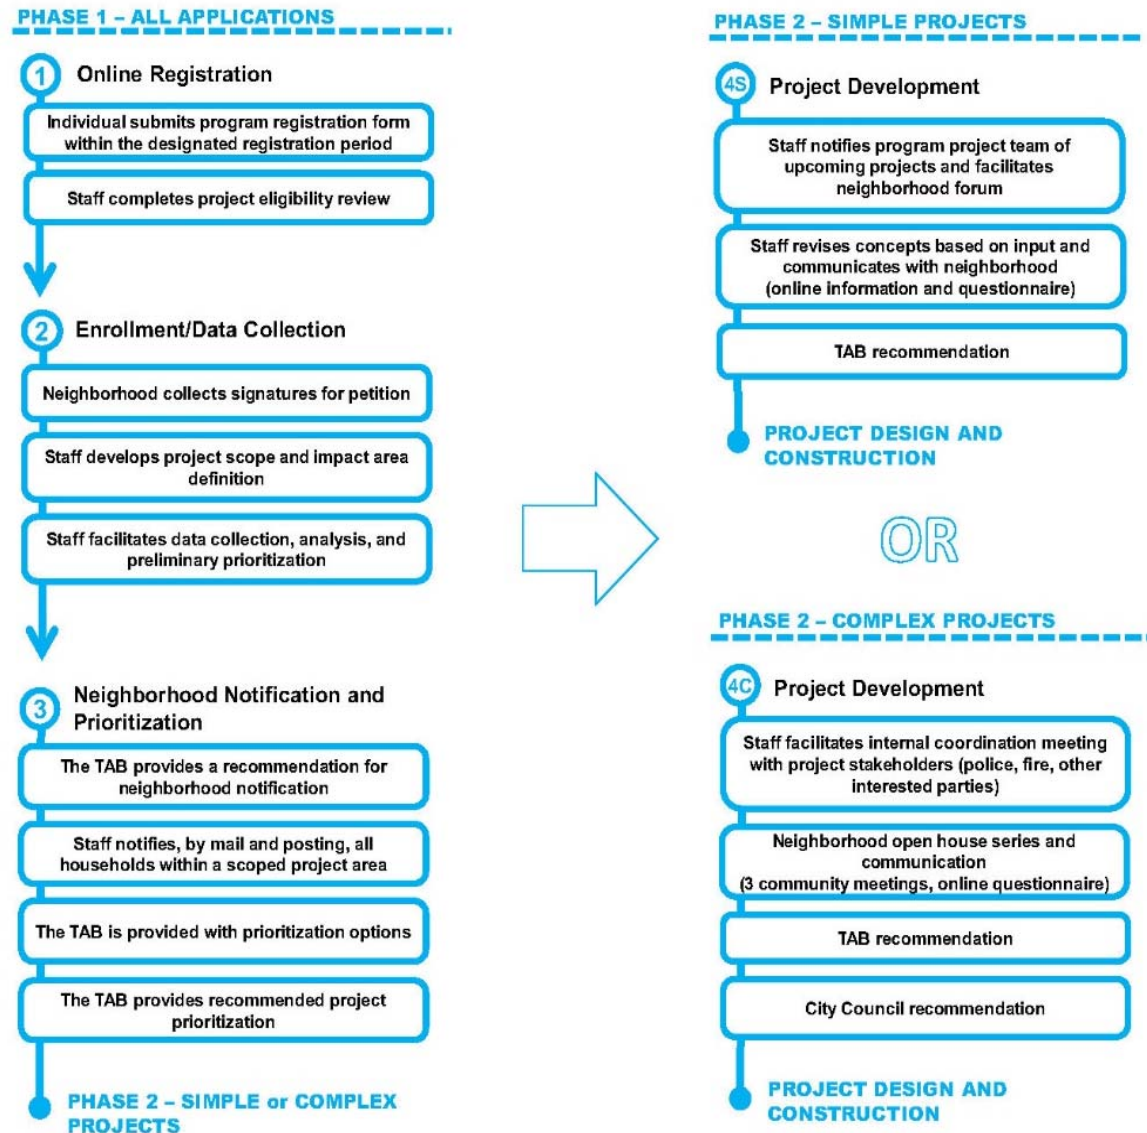 PHASE 1 – ALL APPLICATIONS
1
Online Registration
Individual submits program registration form
within the designated registration period
Staff completes project eligibility review
2
Enrollment/Data Collection
Neighborhood collects signatures for petition
Staff develops project scope and impact area
definition
Staff facilitates data collection, analysis, and
preliminary prioritization
3
Neighborhood Notification and
Prioritization
The TAB provides a recommendation for
neighborhood notification
Staff notifies, by mail and posting, all
households within a scoped project area
The TAB is provided with prioritization options
The TAB provides recommended project
prioritization
PHASE 2 – SIMPLE or COMPLEX
PROJECTS
PHASE 2 – SIMPLE PROJECTS
4S
Project Development
Staff notifies program project team of
upcoming projects and facilitates
neighborhood forum
Staff revises concepts based on input and
communicates with neighborhood
(online information and questionnaire)
TAB recommendation
PROJECT DESIGN AND
CONSTRUCTION
OR
PHASE 2 – COMPLEX PROJECTS
4C
Project Development
Staff facilitates internal coordination meeting
with project stakeholders (police, fire, other
interested parties)
Neighborhood open house series and
communication
(3 community meetings, online questionnaire)
TAB recommendation
City Council recommendation
PROJECT DESIGN AND
CONSTRUCTION